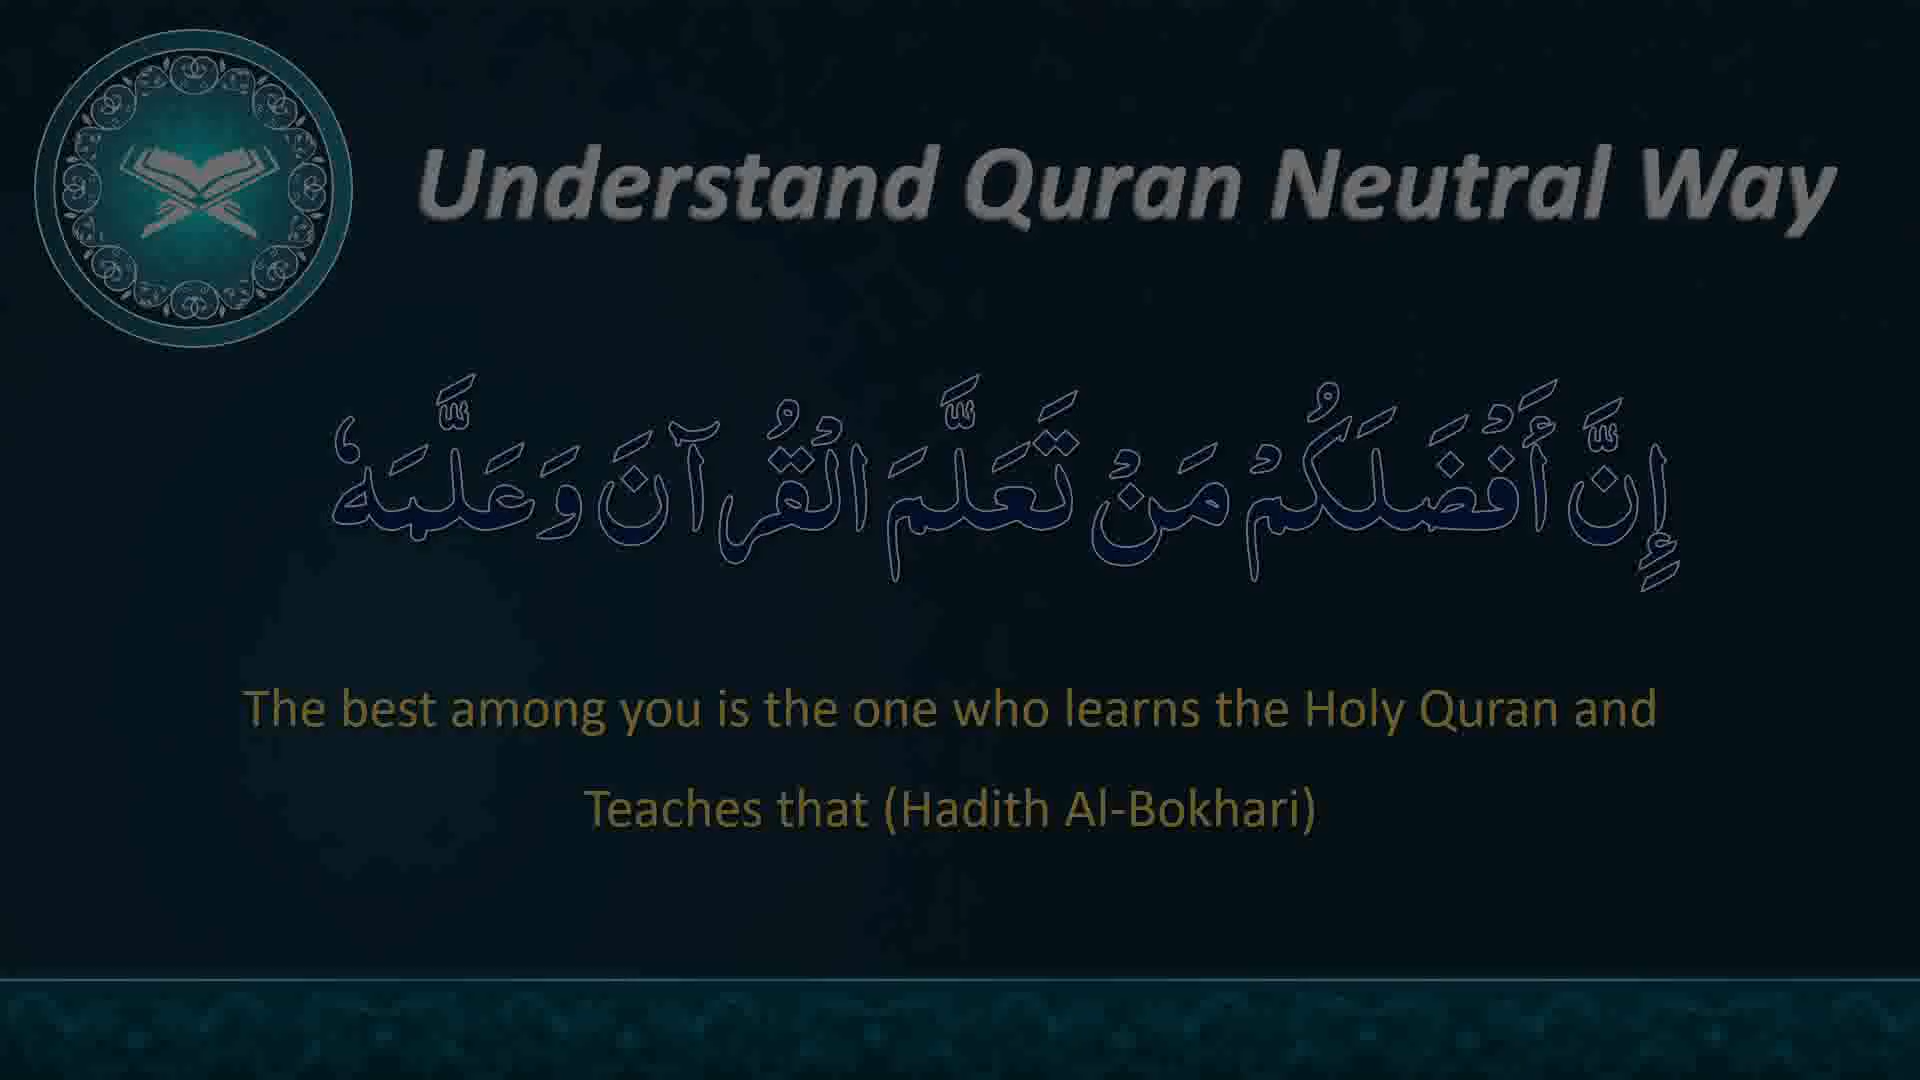 Understand Quran Neutral Way
إِنَّ أَفْضَلَكُمْ مَنْ تَعَلَّمَ الْقُرْآنَ وَعَلَّمَهٗ
The best among you is the one who learns the Holy Quran and
Teaches that (Hadith Al-Bokhari)